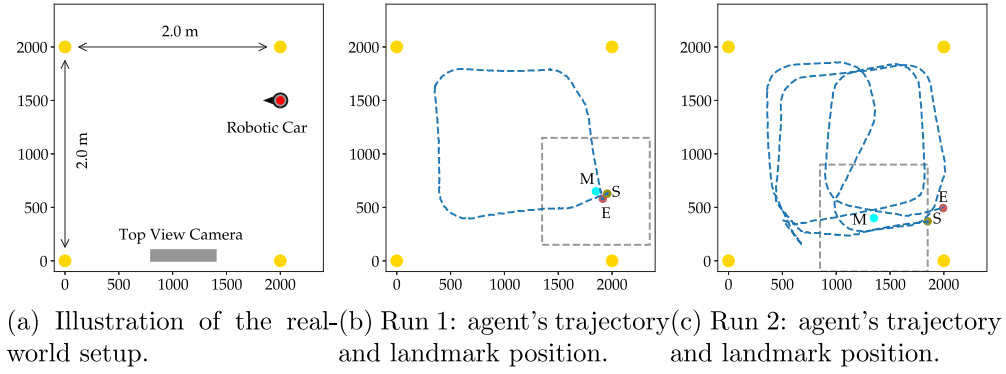 2.0 m
2.0 m
Robotic Car
Top View Camera
2000
1500
1000
500
0
0
500
1000
1500
2000
M
S
E
2000
1500
1000
500
0
0
500
1000
1500
2000
E
M
S
2000
1500
1000
500
0
0
500
1000
1500
2000
(a) Illustration of the real-
world setup.
(b) Run 1: agent's trajectory
and landmark position.
(c) Run 2: agent's trajectory
and landmark position.